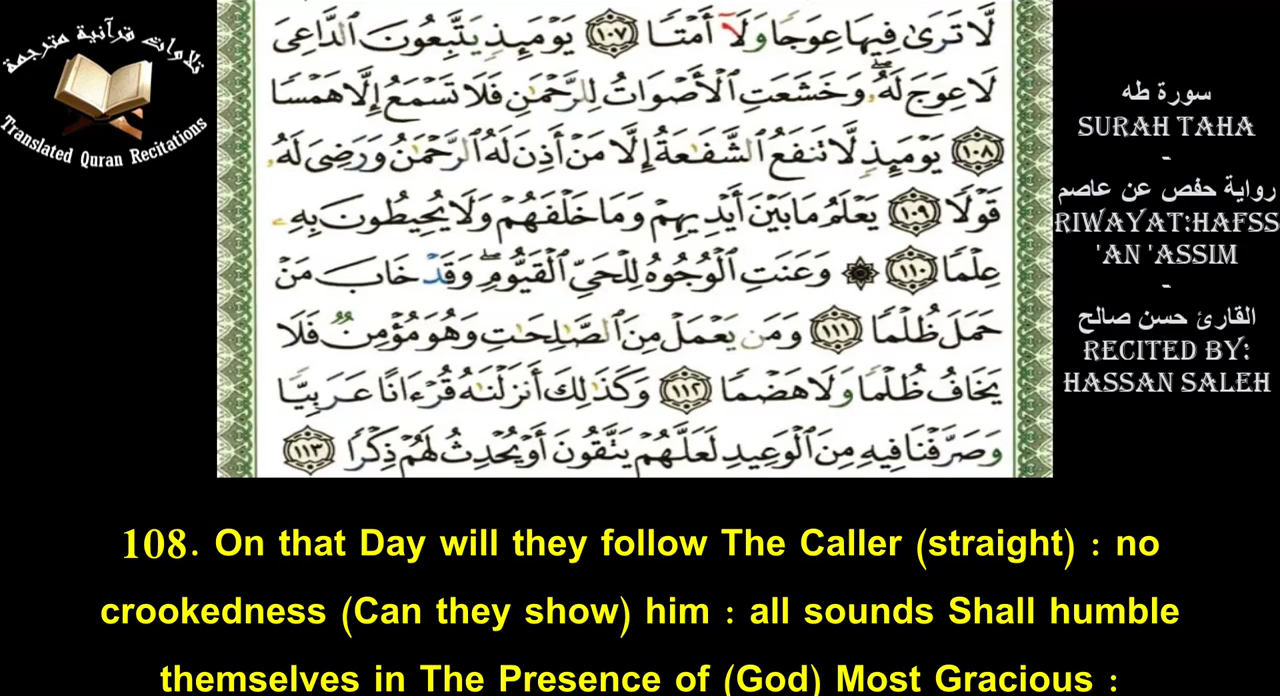 تلاوات قرآنية مترجمة
Translated Quran Recitations
لَّا تَرَىٰ فِيهَا عِوَجًا وَلَآ أَمْتًا ١٠٧ يَوْمَئِذٍ يَتَّبِعُونَ ٱلدَّاعِىَ
لَا عِوَجَ لَهُۥۖ وَخَشَعَتِ ٱلْأَصْوَاتُ لِلرَّحْمَٰنِ فَلَا تَسْمَعُ إِلَّا هَمْسًا
١٠٨ يَوْمَئِذٍ لَّا تَنفَعُ ٱلشَّفَٰعَةُ إِلَّا مَنْ أَذِنَ لَهُ ٱلرَّحْمَٰنُ وَرَضِىَ لَهُۥ
قَوْلًا ١٠٩ يَعْلَمُ مَا بَيْنَ أَيْدِيهِمْ وَمَا خَلْفَهُمْ وَلَا يُحِيطُونَ بِهِۦ
عِلْمًا ١١٠ ۞ وَعَنَتِ ٱلْوُجُوهُ لِلْحَىِّ ٱلْقَيُّومِۖ وَقَدْ خَابَ مَنْ
حَمَلَ ظُلْمًا ١١١ وَمَن يَعْمَلْ مِنَ ٱلصَّٰلِحَٰتِ وَهُوَ مُؤْمِنٌ فَلَا
يَخَافُ ظُلْمًا وَلَا هَضْمًا ١١٢ وَكَذَٰلِكَ أَنزَلْنَٰهُ قُرْءَانًا عَرَبِيًّا
وَصَرَّفْنَا فِيهِ مِنَ ٱلْوَعِيدِ لَعَلَّهُمْ يَتَّقُونَ أَوْ يُحْدِثُ لَهُمْ ذِكْرًا ١١٣
سورة طه
SURAH TAHA
-
رواية حفص عن عاصم
RIWAYAT:HAFSS
'AN 'ASSIM
-
القارئ حسن صالح
RECITED BY:
HASSAN SALEH
108. On that Day will they follow The Caller (straight) : no
crookedness (Can they show) him : all sounds Shall humble
themselves in The Presence of (God) Most Gracious :